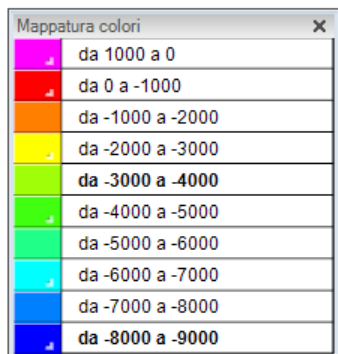 Mappatura colori
da 1000 a 0
da 0 a -1000
da -1000 a -2000
da -2000 a -3000
da -3000 a -4000
da -4000 a -5000
da -5000 a -6000
da -6000 a -7000
da -7000 a -8000
da -8000 a -9000